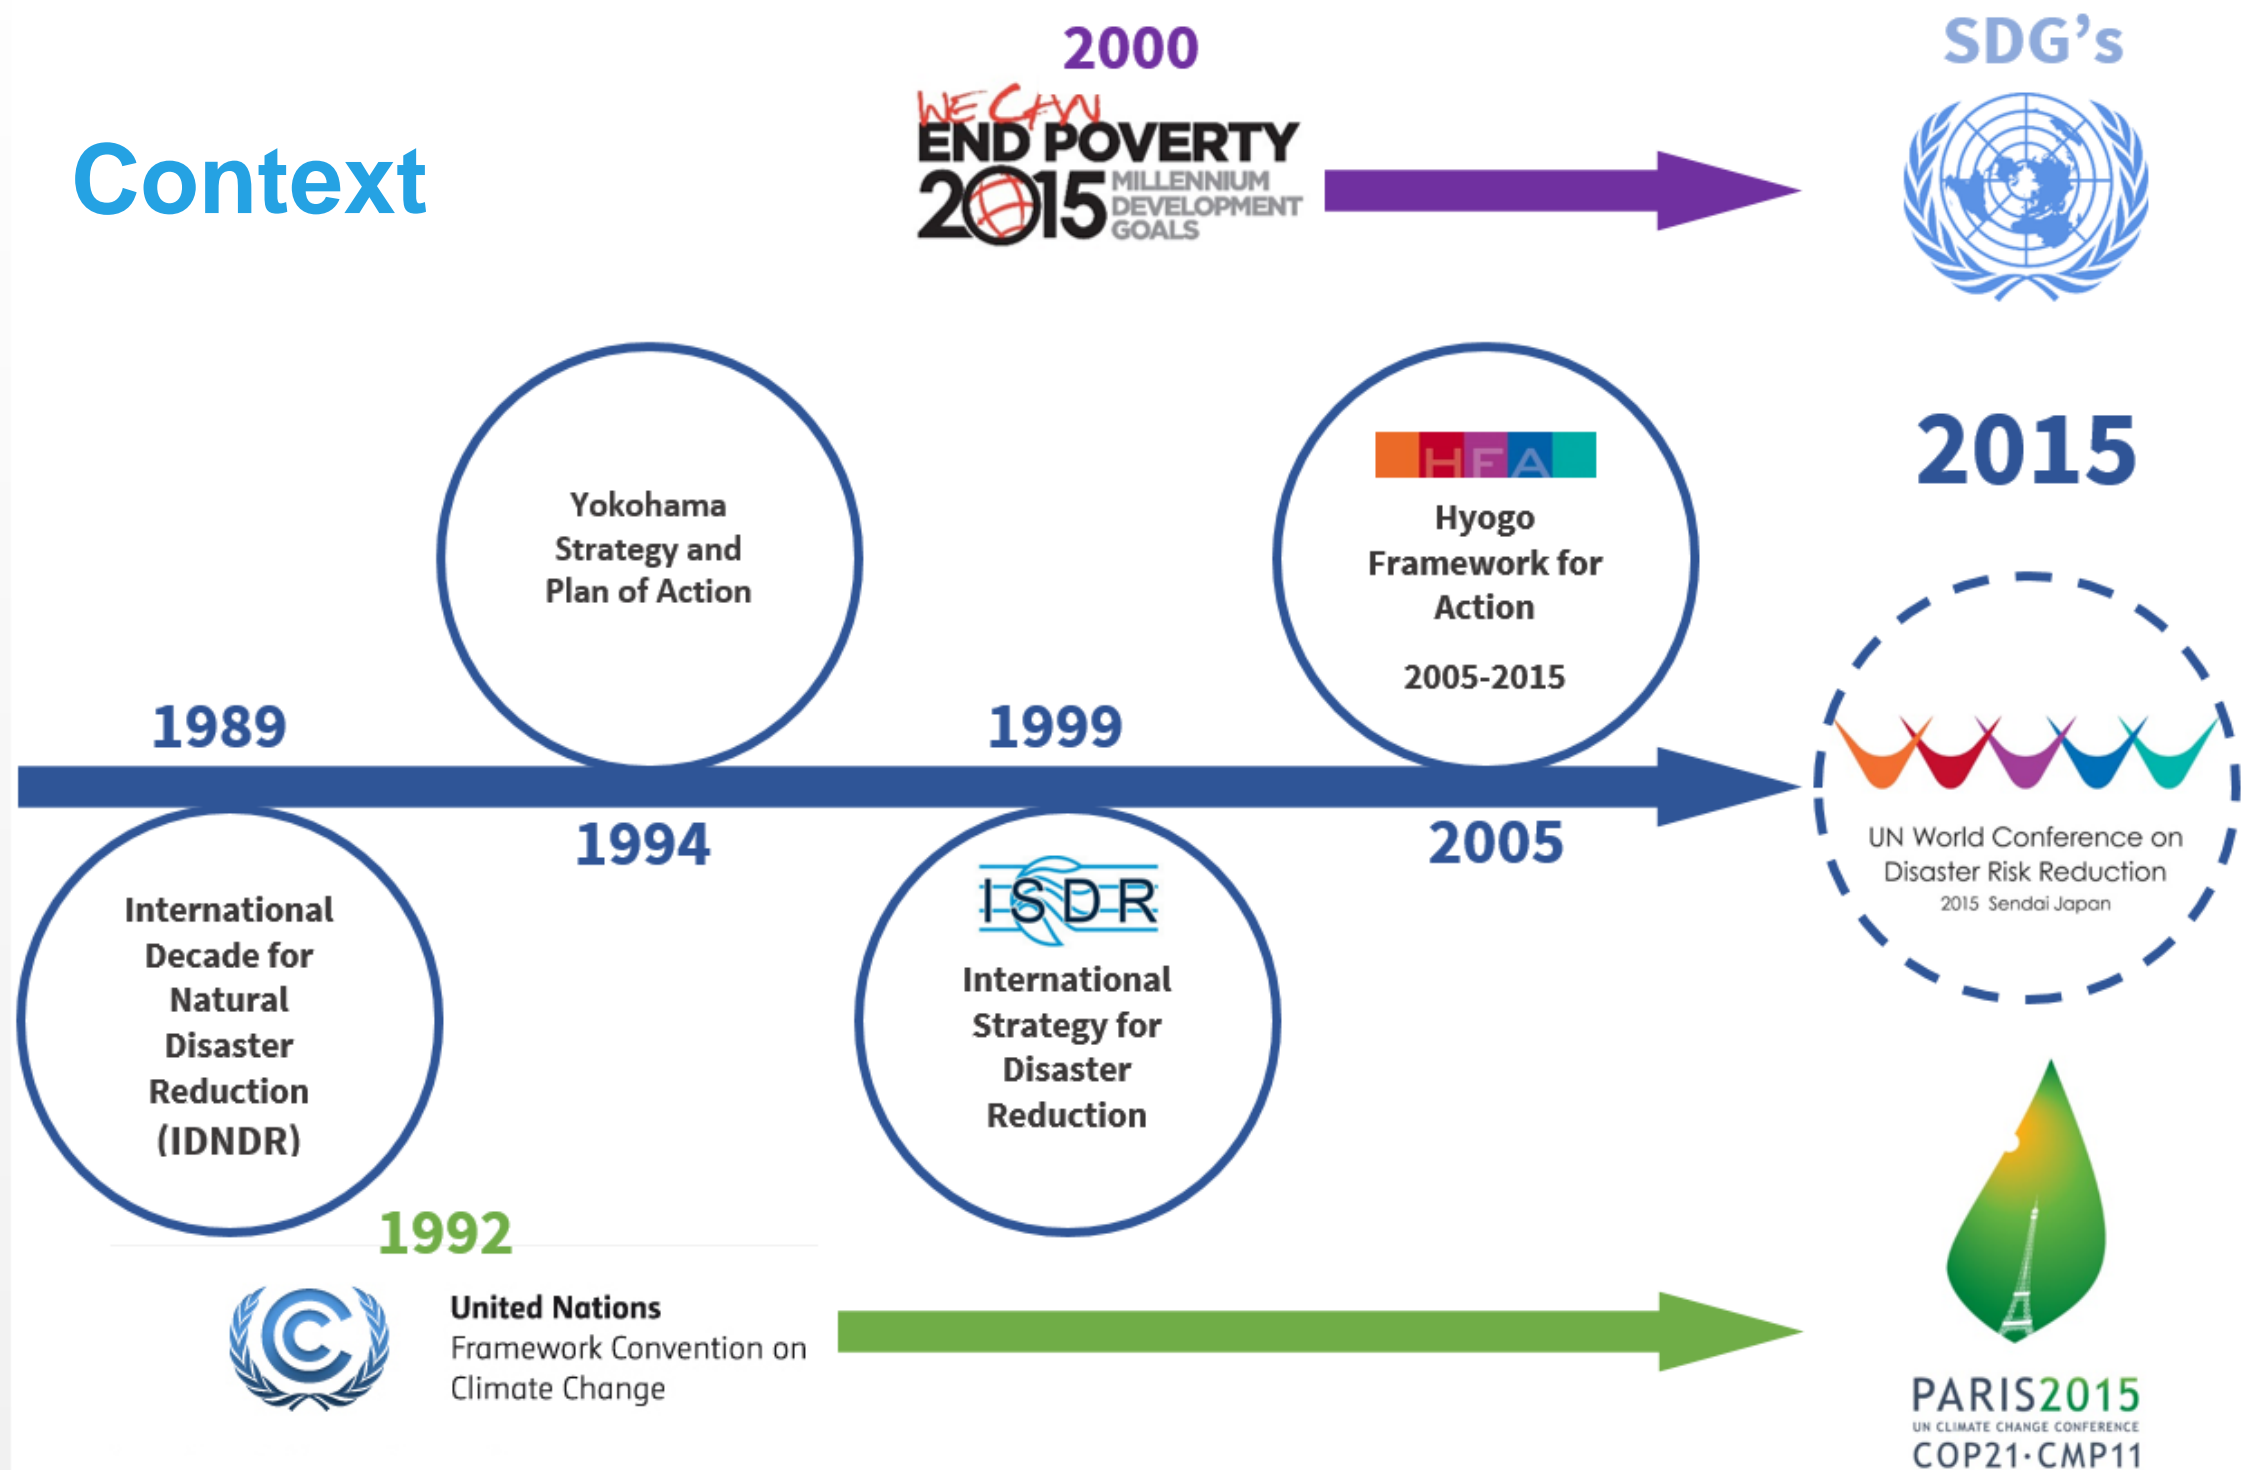 Context
2000
WE CAN
END POVERTY
2015 MILLENNIUM
DEVELOPMENT
GOALS
SDG's
2015
Yokohama
Strategy and
Plan of Action
HFA
Hyogo
Framework for
Action
2005-2015
1989
1999
1994
2005
International
Decade for
Natural
Disaster
Reduction
(IDNDR)
ISDR
International
Strategy for
Disaster
Reduction
UN World Conference on
Disaster Risk Reduction
2015 Sendai Japan
1992
United Nations
Framework Convention on
Climate Change
PARIS2015
UN CLIMATE CHANGE CONFERENCE
COP21·CMP11